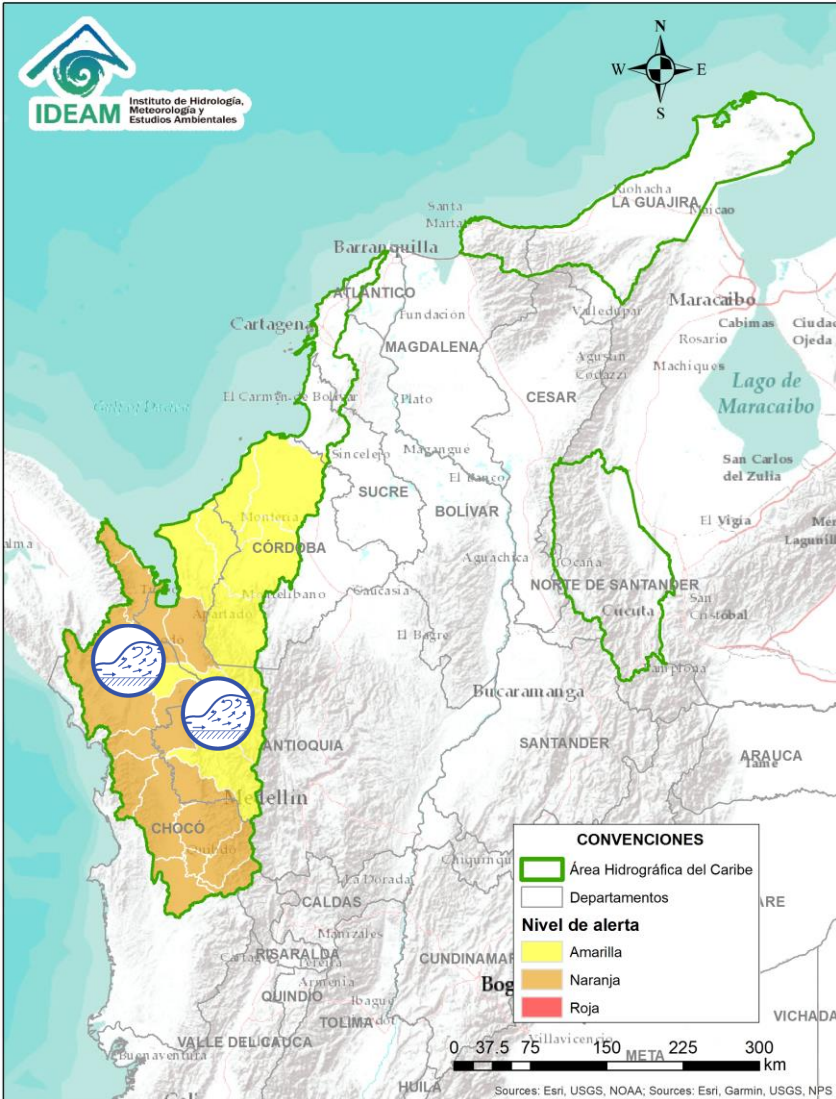 IDEAM
Instituto de Hidrología,
Meteorología y
Estudios Ambientales
N
W
E
S
Riohacha
LA GUAJIRA
Maicao
Santa
Marta
Barranquilla
ATLÁNTICO
Maracaibo
Cartagena
Fundación
Valledupar
Cabimas
Ciudad
Ojeda
Rosario
MAGDALENA
Agustín
Codazzi
Machiques
Lago de
Maracaibo
El Carmen de Bolívar
Plato
CESAR
Sincelejo
Magangué
San Carlos
del Zulia
El Banco
SUCRE
BOLÍVAR
Montería
El Vigía
CÓRDOBA
Aguachica
Ocaña
Montelíbano
Caucasia
NORTE DE SANTANDER
Apartadó
Cúcuta
San
Cristóbal
El Bagre
Pamplona
Bucaramanga
ANTIOQUIA
SANTANDER
ARAUCA
Tame
Medellín
CHOCÓ
Quibdó
La Dorada
CALDAS
Manizales
RISARALDA
Pereira
Armenia
QUINDÍO
Ibagué
TOLIMA
VALLE DEL CAUCA
Buenaventura
Villavicencio
META
VICHADA
HUILA
CONVENCIONES
Área Hidrográfica del Caribe
Departamentos
Nivel de alerta
Amarilla
Naranja
Roja
0 37.5 75 150 225 300
km
Sources: Esri, USGS, NOAA; Sources: Esri, Garmin, USGS, NPS